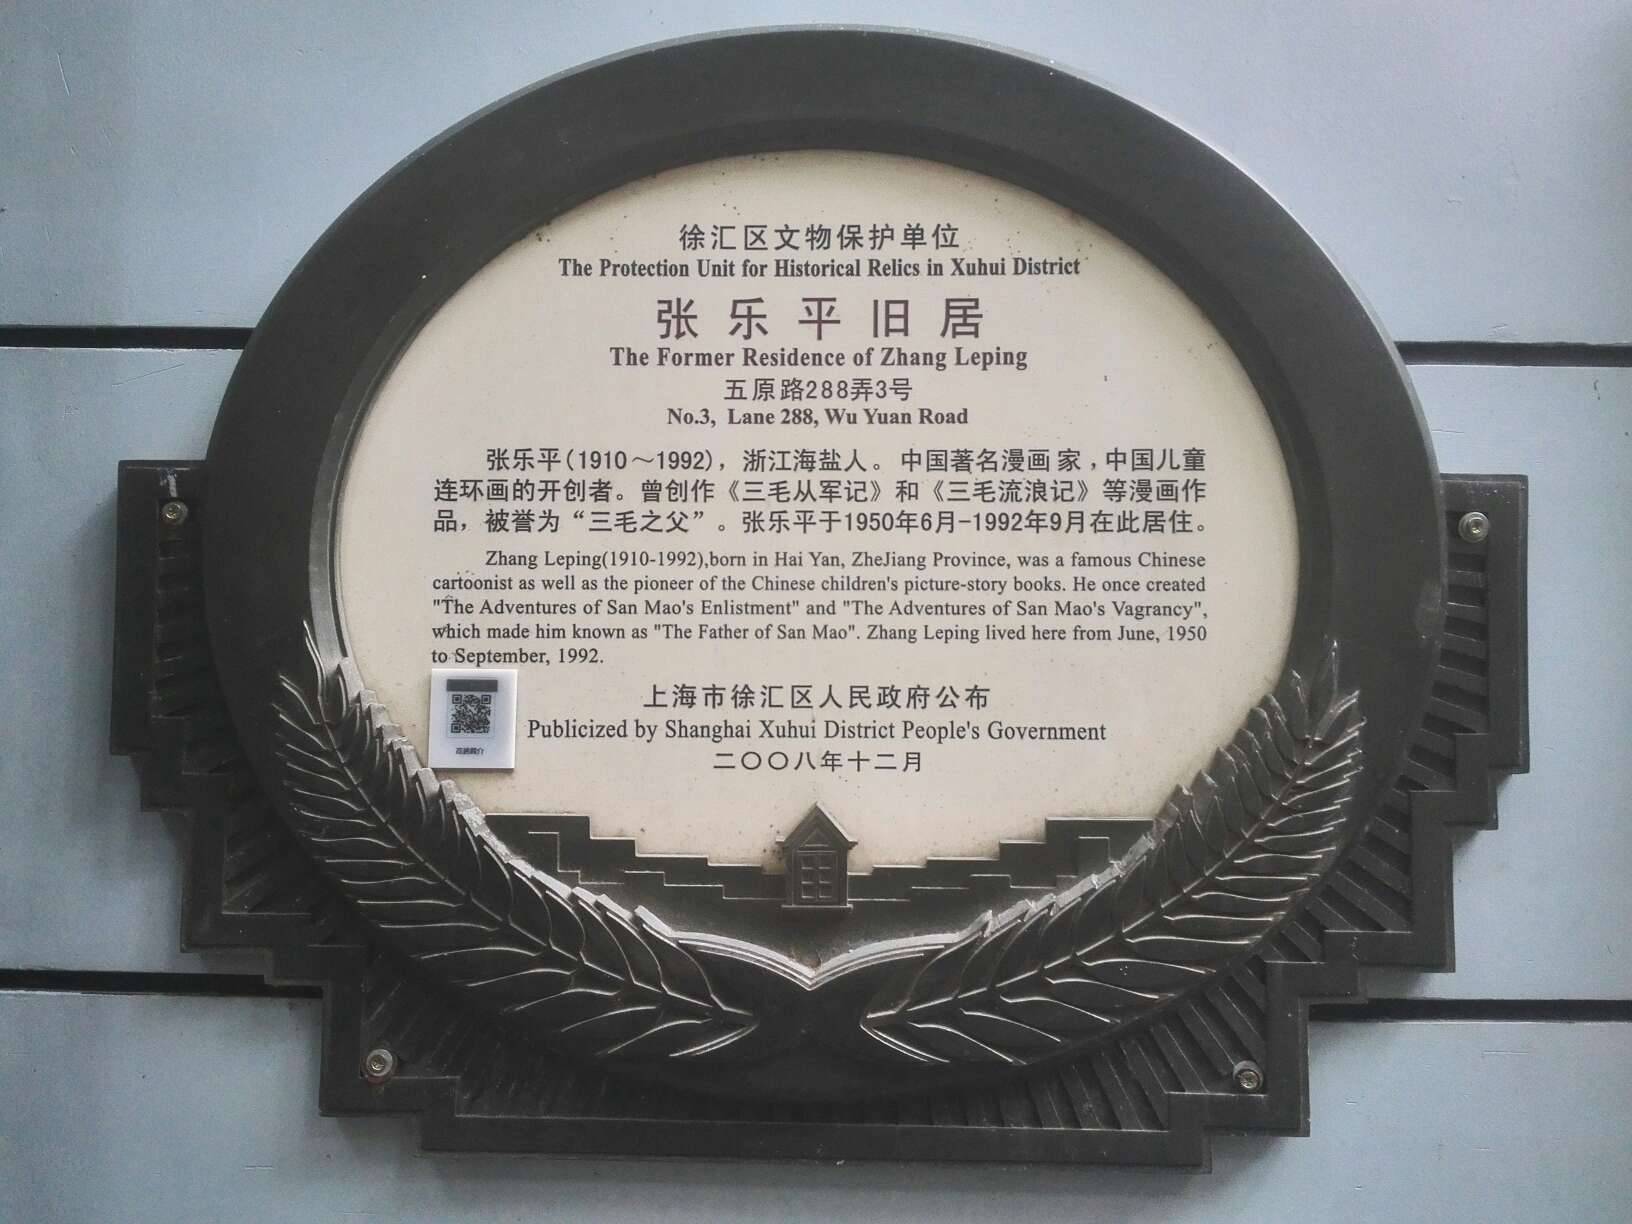 徐汇区文物保护单位
The Protection Unit for Historical Relics in Xuhui District
张乐平旧居
The Former Residence of Zhang Leping
五原路288弄3号
No.3, Lane 288, Wu Yuan Road
张乐平(1910～1992)，浙江海盐人。中国著名漫画家，中国儿童
连环画的开创者。曾创作《三毛从军记》和《三毛流浪记》等漫画作
品，被誉为“三毛之父”。张乐平于1950年6月-1992年9月在此居住。
Zhang Leping(1910-1992),born in Hai Yan, ZheJiang Province, was a famous Chinese
cartoonist as well as the pioneer of the Chinese children's picture-story books. He once created
"The Adventures of San Mao's Enlistment" and "The Adventures of San Mao's Vagrancy",
which made him known as "The Father of San Mao". Zhang Leping lived here from June, 1950
to September, 1992.
上海市徐汇区人民政府公布
Publicized by Shanghai Xuhui District People's Government
二〇〇八年十二月